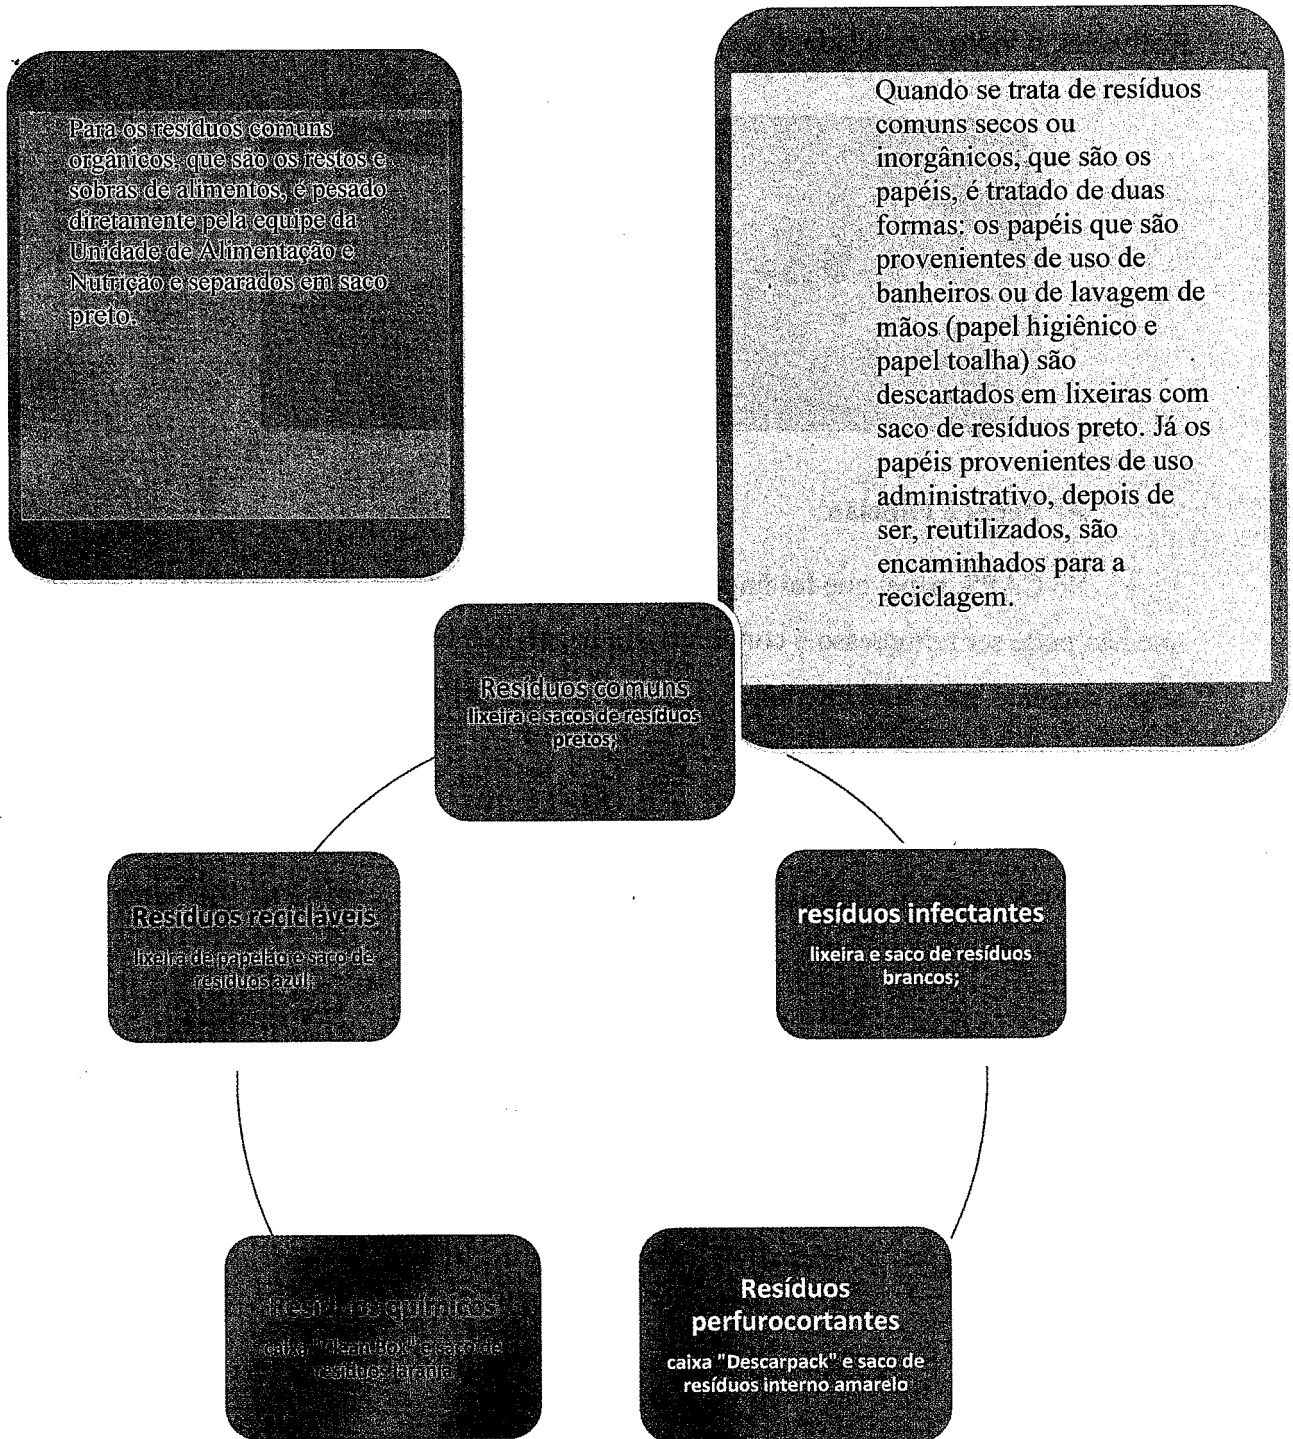 Para os resíduos comuns
orgânicos, que são os restos e
sobras de alimentos, é pesado
diretamente pela equipe da
Unidade de Alimentação e
Nutrição e separados em saco
preto.
Quando se trata de resíduos
comuns secos ou
inorgânicos, que são os
papéis, é tratado de duas
formas: os papéis que são
provenientes de uso de
banheiros ou de lavagem de
mãos (papel higiênico e
papel toalha) são
descartados em lixeiras com
saco de resíduos preto. Já os
papéis provenientes de uso
administrativo, depois de
ser, reutilizados, são
encaminhados para a
reciclagem.
Resíduos comuns
lixeira e sacos de resíduos
pretos;
Resíduos recicláveis
lixeira de papelão e saco de
resíduos azul;
resíduos infectantes
lixeira e saco de resíduos
brancos;
Resíduos químicos
caixa "Clean Box" e saco de
resíduos laranja
Resíduos
perfurocortantes
caixa "Descarpack" e saco de
resíduos interno amarelo